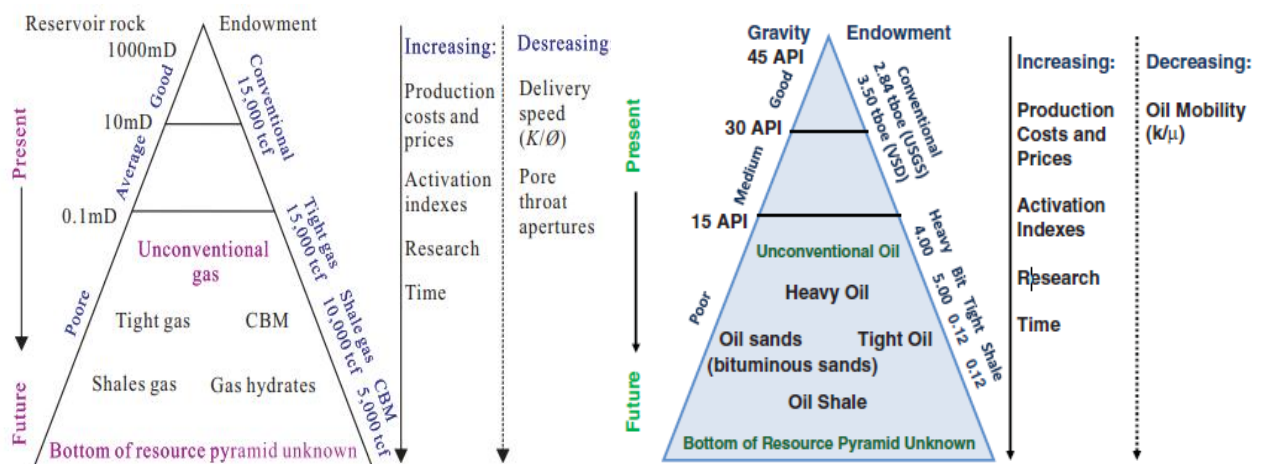 Reservoir rock
Endowment
1000mD
Good
10mD
Average
0.1mD
Poore
Present
Future
Conventional
15,000 tcf
Tight gas
15,000 tcf
Shale gas
10,000 tcf
CBM
5,000 tcf
Unconventional
gas
Tight gas
CBM
Shales gas
Gas hydrates
Bottom of resource pyramid unknown
Increasing:
Production
costs and
prices
Activation
indexes
Research
Time
Desreasing
Delivery
speed
(K/Ø)
Pore
throat
apertures
Gravity
Endowment
45 API
Good
30 API
Medium
15 API
Poor
Present
Future
Conventional
2.84 tboe (USGS)
3.50 tboe (VSD)
Heavy Bit Tight Shale
4.00 5.00 0.12 0.12
Unconventional Oil
Heavy Oil
Oil sands
(bituminous sands)
Tight Oil
Oil Shale
Bottom of Resource Pyramid Unknown
Increasing:
Production
Costs and
Prices
Activation
Indexes
Research
Time
Decreasing:
Oil Mobility
(k/μ)